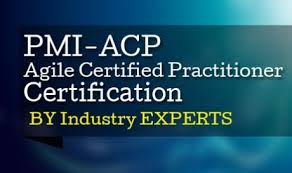 PMI-ACP
Agile Certified Practitioner
Certification
BY Industry EXPERTS